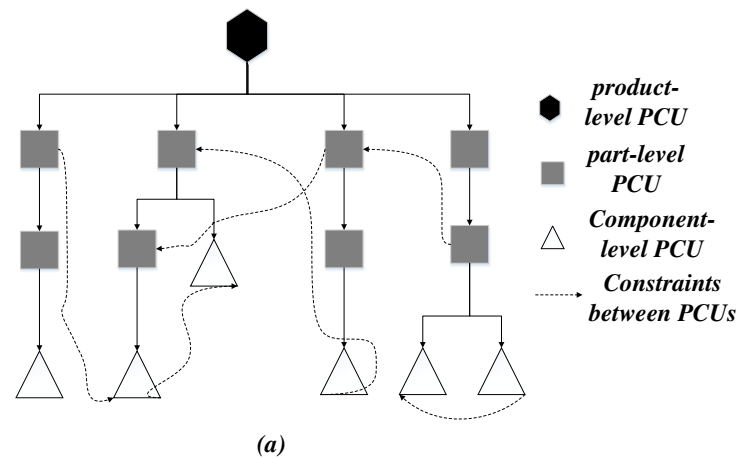 product-
level PCU
part-level
PCU
Component-
level PCU
Constraints
between PCUs
(a)